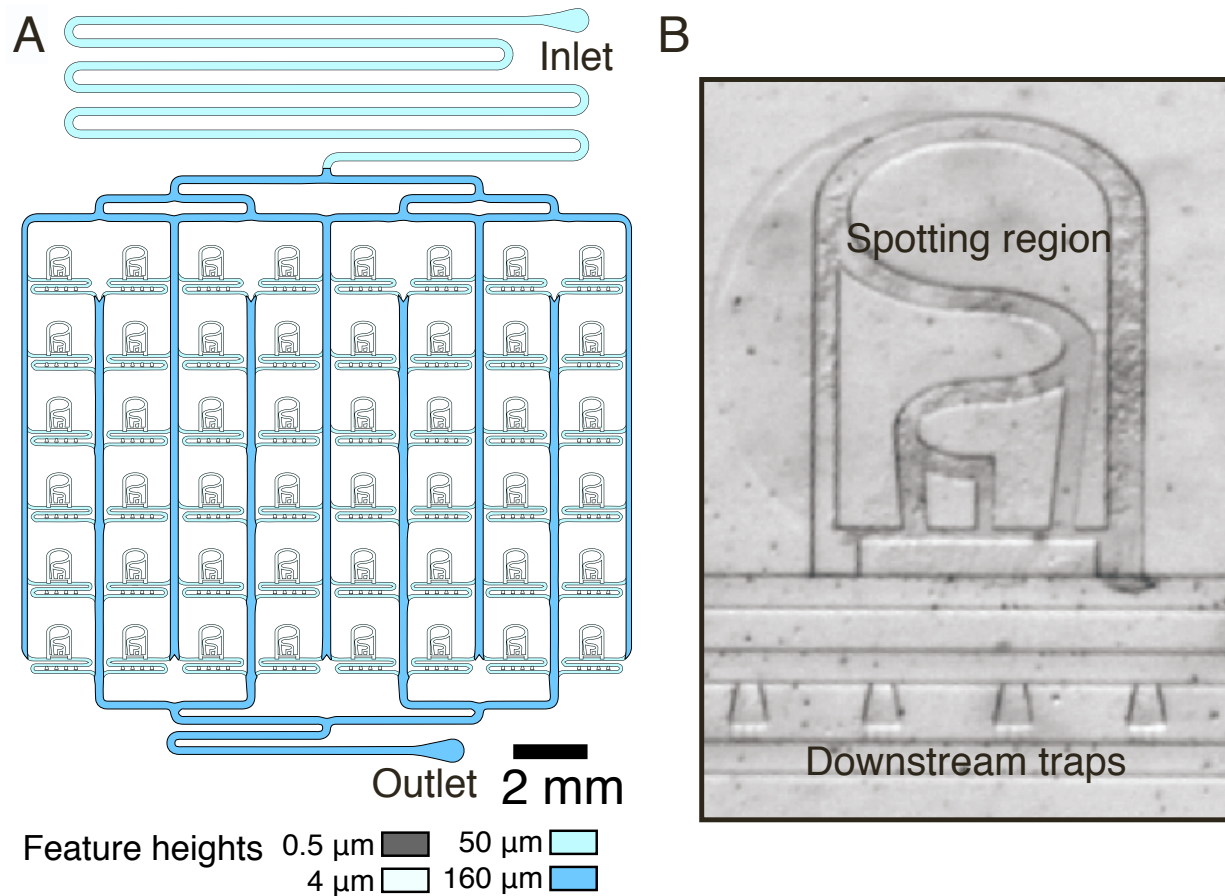 A
Inlet
Outlet
2 mm
Feature heights
0.5 µm
50 µm
4 µm
160 µm
B
Spotting region
Downstream traps